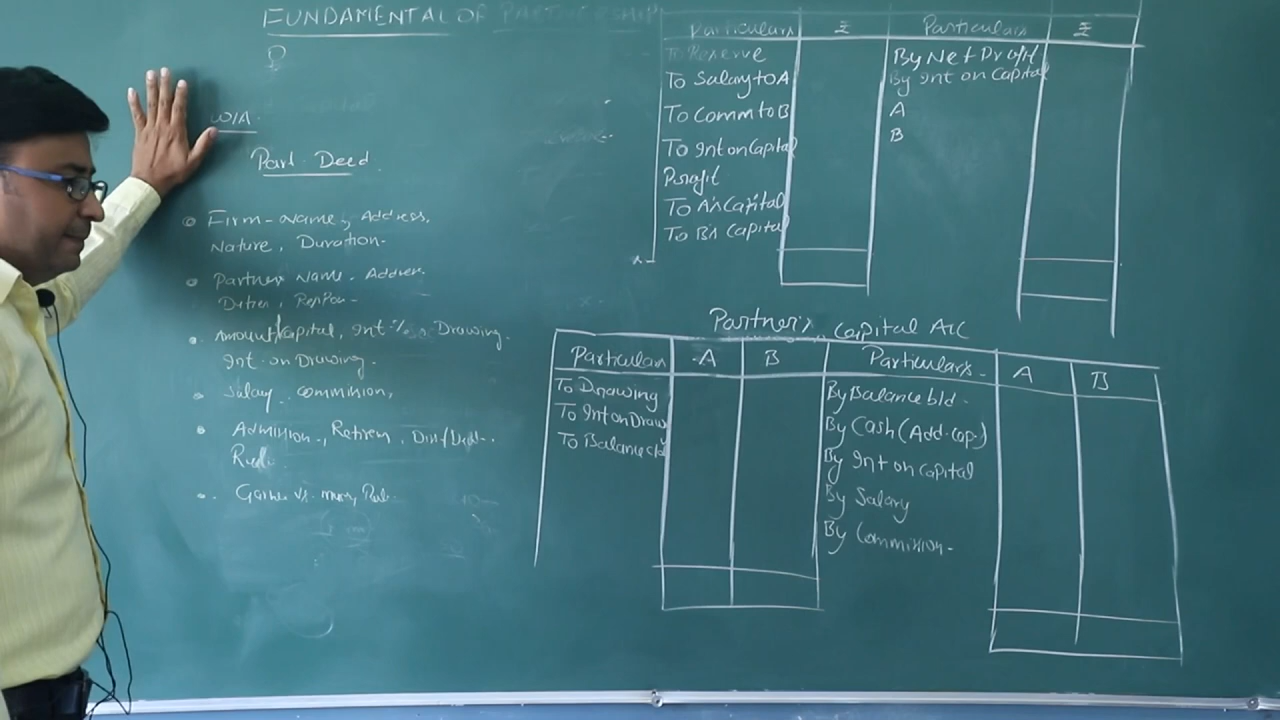 FUNDAMENTAL OF PARTNERSHIP
W/A
Part. Deed.
Firm - Name, Address,
Nature, Duration-
Partner Name - Address
Duties,
Amount/capital, Int % Drawing.
Int. on Drawing.
Salary, commission,
Admission, Retirem,
Particulars ₹ Particulars ₹
To Reserve
To Salary to A
To Comm to B
To Int on Capital
Profit
To A's Capital
To B's Capital
By Net Profit
By Int on Capital
A
B
Partner's Capital A/C
Particulars A B Particulars A B
To Drawing
To Int on Draw
To Balance c/d
By Balance b/d
By Cash (Add. cap.)
By Int on Capital
By Salary
By Commission-